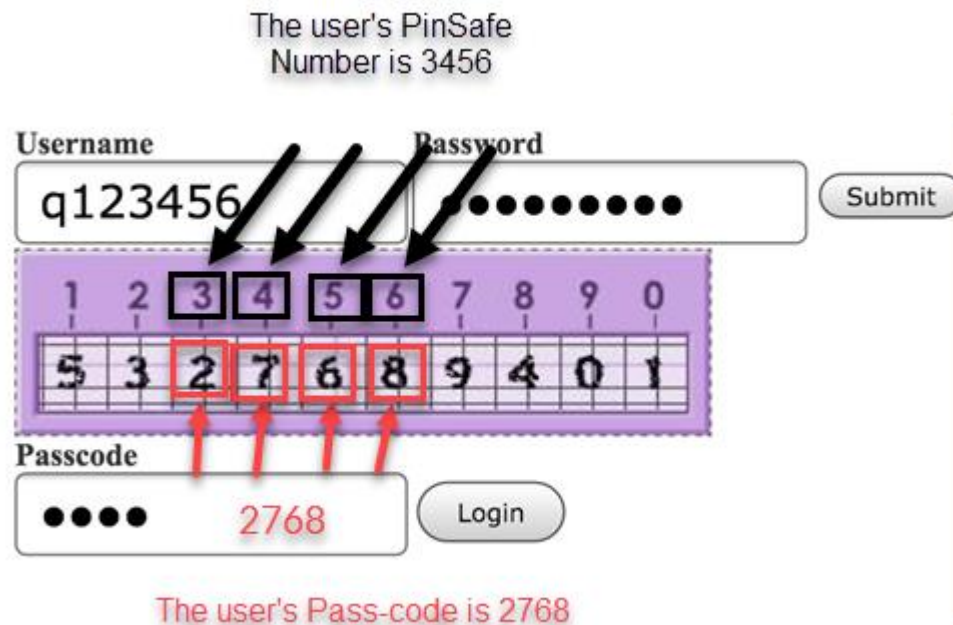 The user's PinSafe
Number is 3456
Username Password
q123456 ●●●●●●●●● Submit
1 2 3 4 5 6 7 8 9 0
5 3 2 7 6 8 9 4 0 1
Passcode
●●●● 2768 Login
The user's Pass-code is 2768